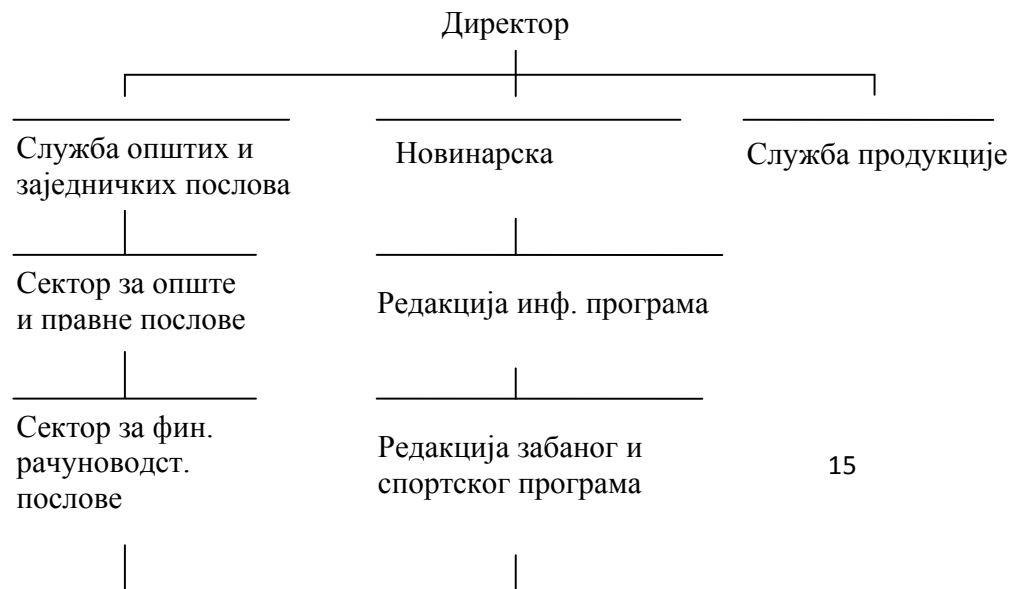 Директор
Служба општих и
заједничких послова
Новинарска
Служба продукције
Сектор за опште
и правне послове
Редакција инф. програма
Сектор за фин.
рачуноводст.
послове
Редакција забаног и
спортског програма
15